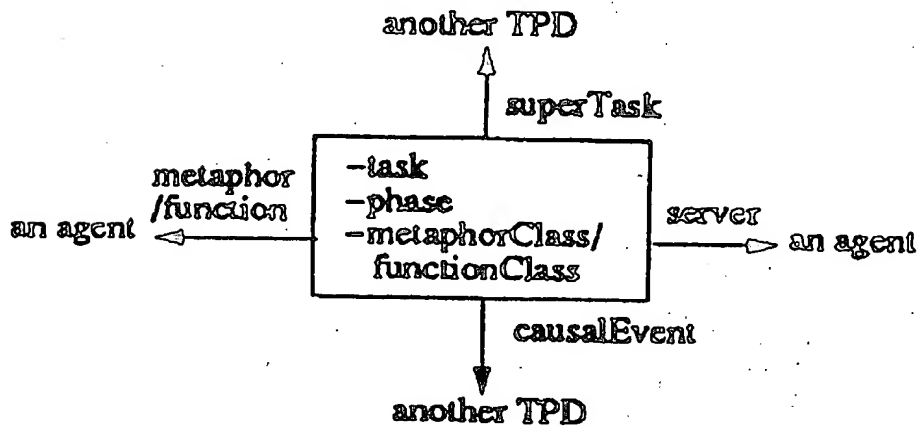 another TPD
superTask
metaphor
/function
an agent
–task
–phase
–metaphorClass/
functionClass
server
an agent
causalEvent
another TPD